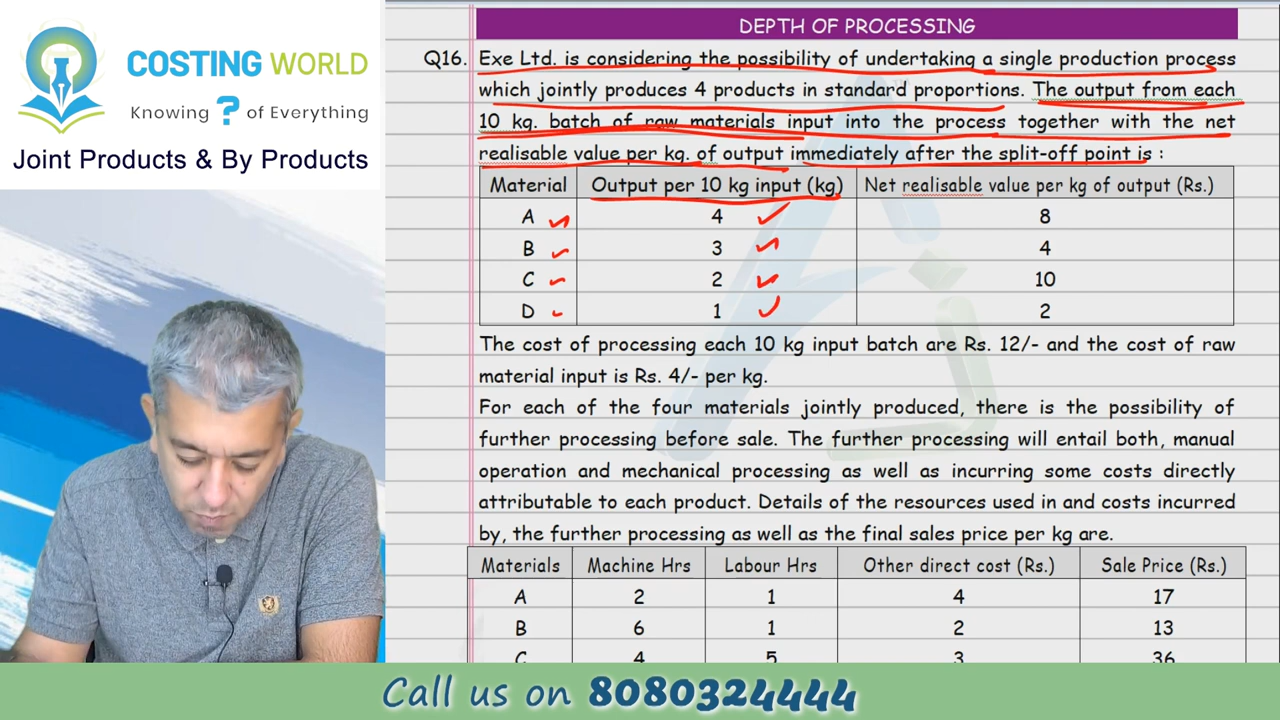 COSTING WORLD
Knowing ? of Everything
Joint Products & By Products
DEPTH OF PROCESSING
Q16. Exe Ltd. is considering the possibility of undertaking a single production process
which jointly produces 4 products in standard proportions. The output from each
10 kg. batch of raw materials input into the process together with the net
realisable value per kg. of output immediately after the split-off point is :
Material Output per 10 kg input (kg) Net realisable value per kg of output (Rs.)
A 4 8
B 3 4
C 2 10
D 1 2
The cost of processing each 10 kg input batch are Rs. 12/- and the cost of raw
material input is Rs. 4/- per kg.
For each of the four materials jointly produced, there is the possibility of
further processing before sale. The further processing will entail both, manual
operation and mechanical processing as well as incurring some costs directly
attributable to each product. Details of the resources used in and costs incurred
by, the further processing as well as the final sales price per kg are.
Materials Machine Hrs Labour Hrs Other direct cost (Rs.) Sale Price (Rs.)
A 2 1 4 17
B 6 1 2 13
C 4 5 3 36
Call us on 8080324444